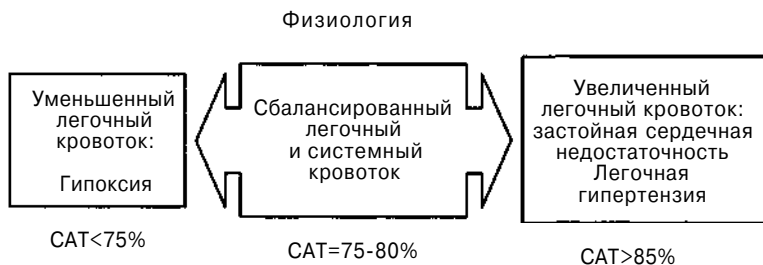 Физиология
Уменьшенный
легочный
кровоток:
Гипоксия
САТ<75%
Сбалансированный
легочный
и системный
кровоток
САТ=75-80%
Увеличенный
легочный кровоток:
застойная сердечная
недостаточность
Легочная
гипертензия
САТ>85%